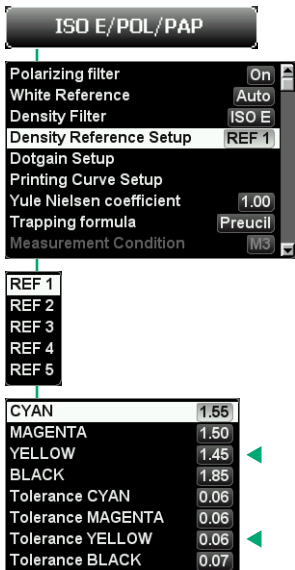 ISO E/POL/PAP
Polarizing filter On
White Reference Auto
Density Filter ISO E
Density Reference Setup REF 1
Dotgain Setup
Printing Curve Setup
Yule Nielsen coefficient 1.00
Trapping formula Preucil
Measurement Condition M3
REF 1
REF 2
REF 3
REF 4
REF 5
CYAN 1.55
MAGENTA 1.50
YELLOW 1.45
BLACK 1.85
Tolerance CYAN 0.06
Tolerance MAGENTA 0.06
Tolerance YELLOW 0.06
Tolerance BLACK 0.07